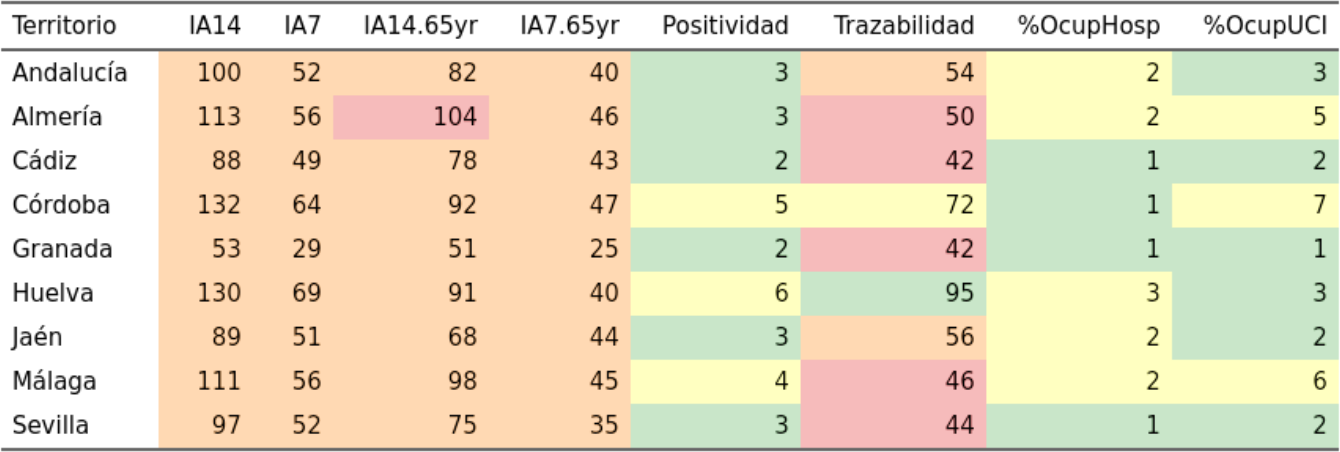 Territorio IA14 IA7 IA14.65yr IA7.65yr Positividad Trazabilidad %OcupHosp %OcupUCI
Andalucía 100 52 82 40 3 54 2 3
Almería 113 56 104 46 3 50 2 5
Cádiz 88 49 78 43 2 42 1 2
Córdoba 132 64 92 47 5 72 1 7
Granada 53 29 51 25 2 42 1 1
Huelva 130 69 91 40 6 95 3 3
Jaén 89 51 68 44 3 56 2 2
Málaga 111 56 98 45 4 46 2 6
Sevilla 97 52 75 35 3 44 1 2